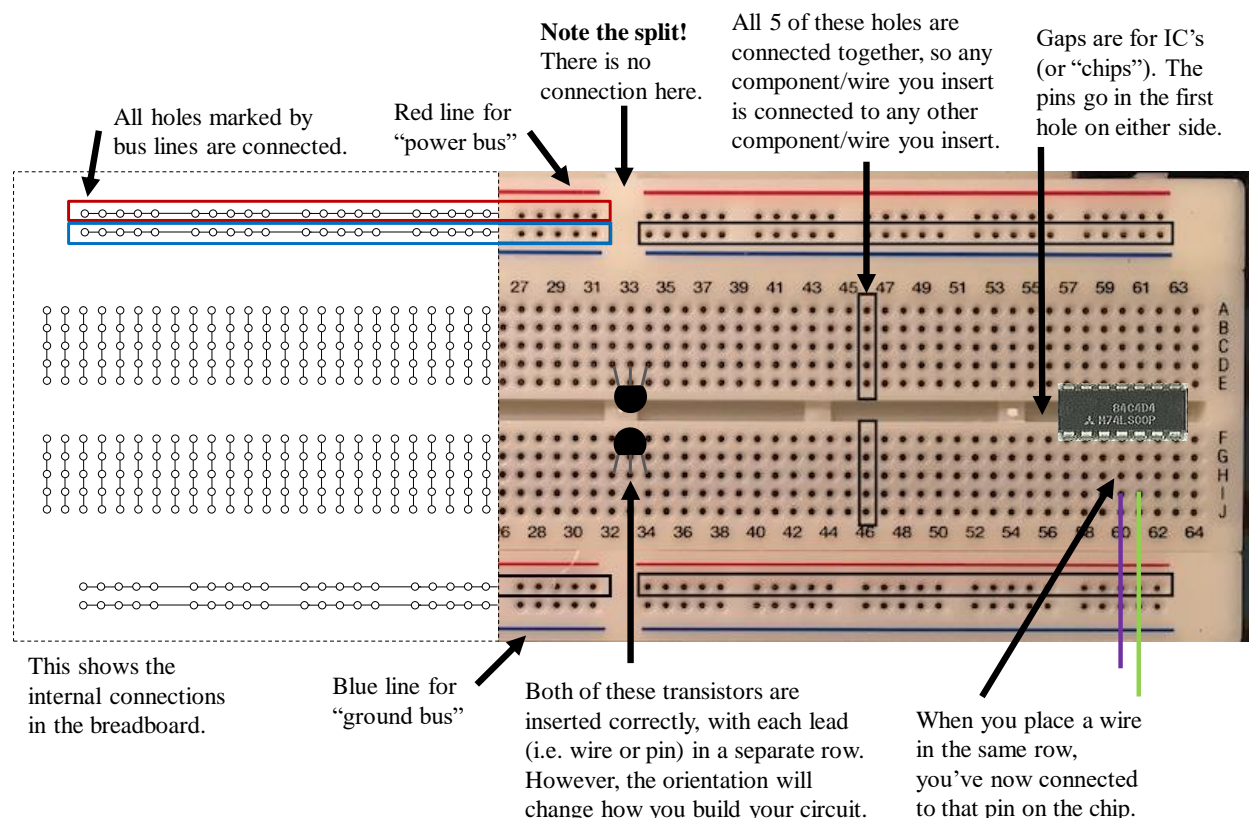 Note the split!
There is no
connection here.
All 5 of these holes are
connected together, so any
component/wire you insert
is connected to any other
component/wire you insert.
Gaps are for IC’s
(or “chips”). The
pins go in the first
hole on either side.
All holes marked by
bus lines are connected.
Red line for
“power bus”
27 29 31 33 35 37 39 41 43 45 47 49 51 53 55 57 59 61 63
A
B
C
D
E
84C4D4
M74LS00P
F
G
H
I
J
28 30 32 34 36 38 40 42 44 46 48 50 52 54 56 58 60 62 64
This shows the
internal connections
in the breadboard.
Blue line for
“ground bus”
Both of these transistors are
inserted correctly, with each lead
(i.e. wire or pin) in a separate row.
However, the orientation will
change how you build your circuit.
When you place a wire
in the same row,
you’ve now connected
to that pin on the chip.